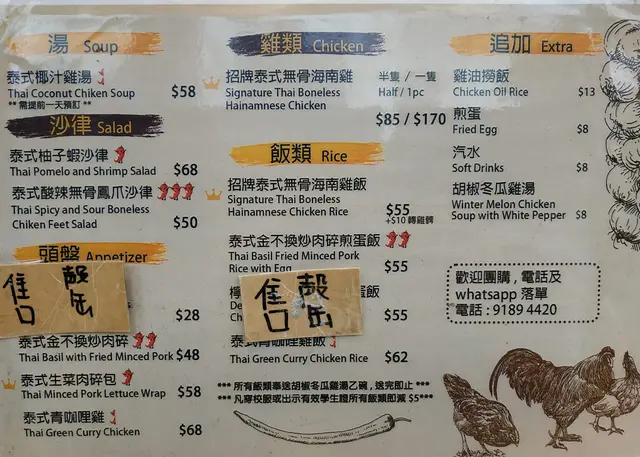 湯 Soup
泰式椰汁雞湯
Thai Coconut Chiken Soup $58
** 需提前一天預訂 **
沙律 Salad
泰式柚子蝦沙律
Thai Pomelo and Shrimp Salad $68
泰式酸辣無骨鳳爪沙律
Thai Spicy and Sour Boneless
Chiken Feet Salad $50
頭盤 Appetizer
$28
泰式金不換炒肉碎
Thai Basil with Fried Minced Pork $48
泰式生菜肉碎包
Thai Minced Pork Lettuce Wrap $58
泰式青咖哩雞
Thai Green Curry Chicken $68
雞類 Chicken
招牌泰式無骨海南雞 半隻 / 一隻
Signature Thai Boneless Half / 1pc
Hainamnese Chicken
$85 / $170
飯類 Rice
招牌泰式無骨海南雞飯
Signature Thai Boneless
Hainamnese Chicken Rice $55
+$10 轉雞髀
泰式金不換炒肉碎煎蛋飯
Thai Basil Fried Minced Pork
Rice with Egg $55
蛋飯
$55
泰式青咖哩雞飯
Thai Green Curry Chicken Rice $62
*** 所有飯類奉送胡椒冬瓜雞湯乙碗 , 送完即止 ***
*** 凡穿校服或出示有效學生證所有飯類即減 $5***
追加 Extra
雞油撈飯
Chicken Oil Rice $13
煎蛋
Fried Egg $8
汽水
Soft Drinks $8
胡椒冬瓜雞湯
Winter Melon Chicken
Soup with White Pepper $8
歡迎團購 , 電話及
whatsapp 落單
電話 : 9189 4420